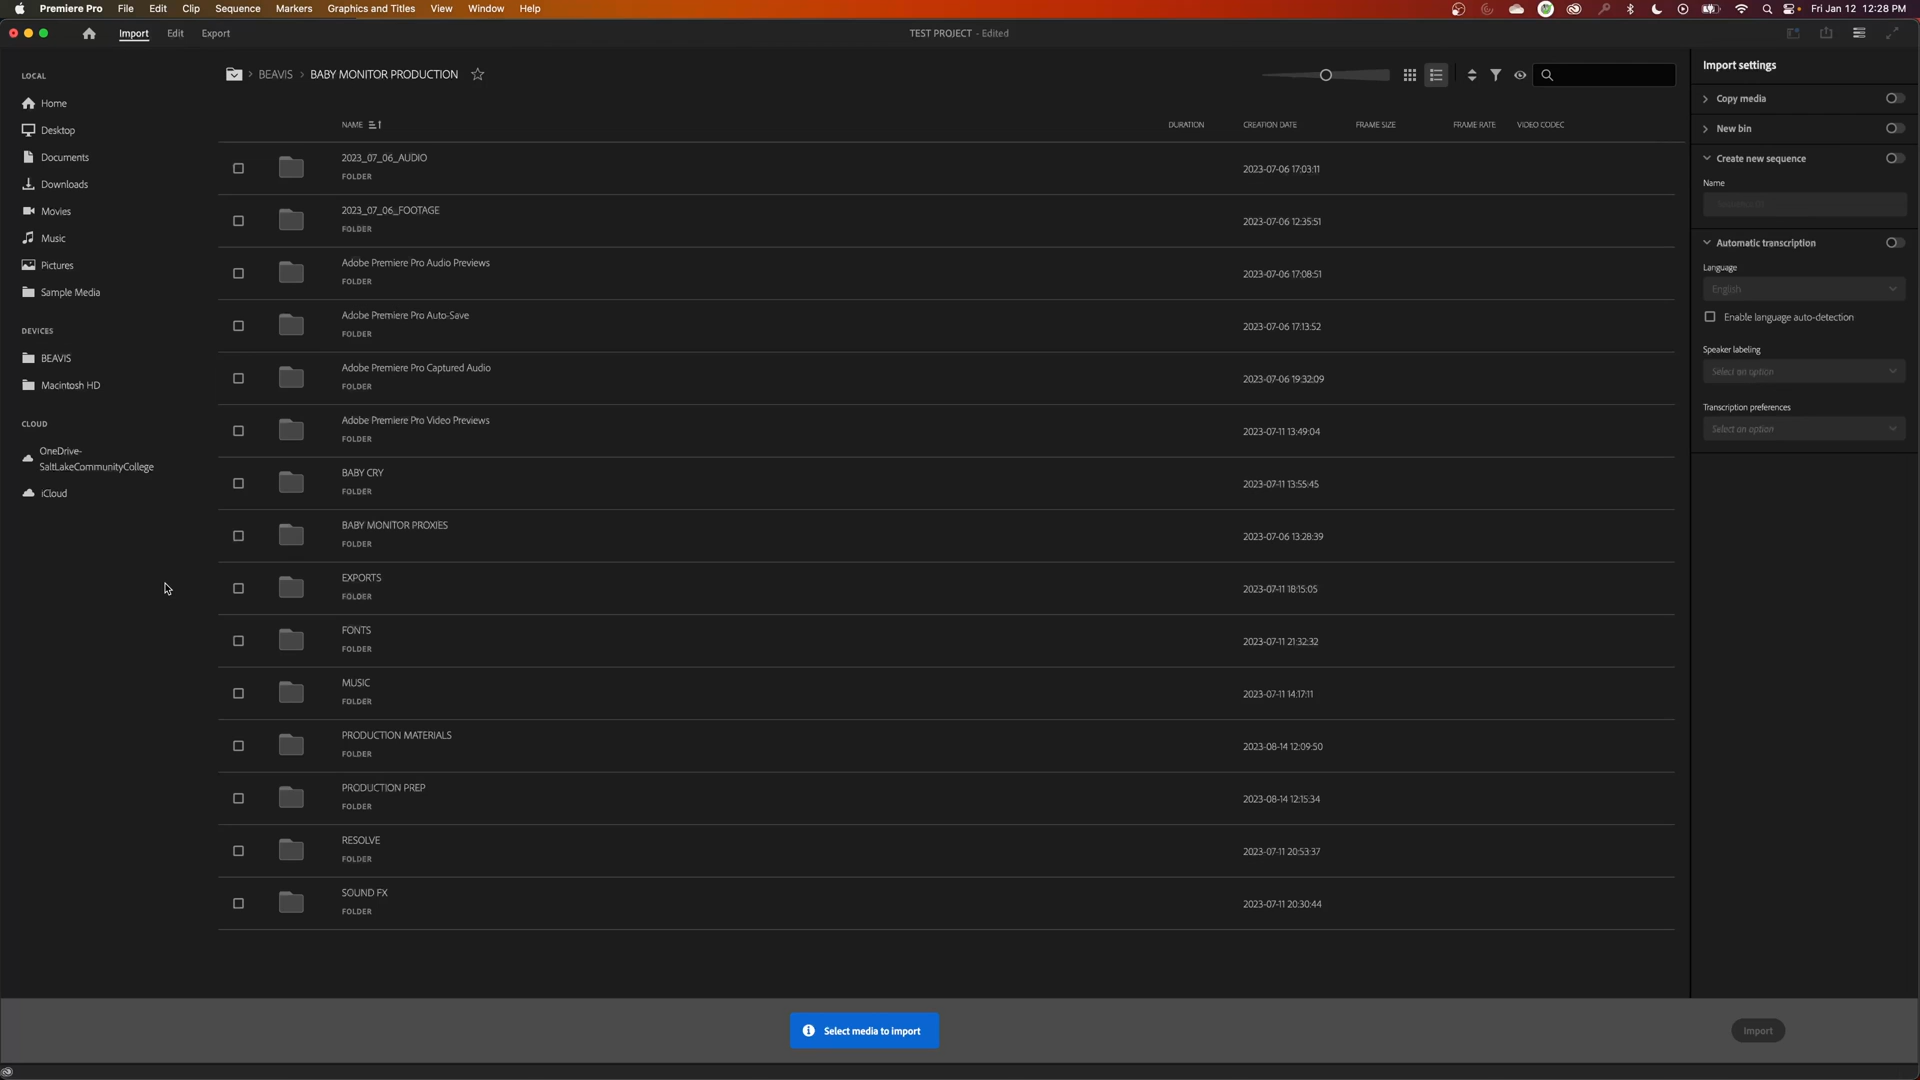 Premiere Pro File Edit Clip Sequence Markers Graphics and Titles View Window Help Fri Jan 12 12:28 PM
Import Edit Export TEST PROJECT - Edited
LOCAL
Home
Desktop
Documents
Downloads
Movies
Music
Pictures
Sample Media
DEVICES
BEAVIS
Macintosh HD
CLOUD
OneDrive-
SaltLakeCommunityCollege
iCloud
BEAVIS BABY MONITOR PRODUCTION
NAME DURATION CREATION DATE FRAME SIZE FRAME RATE VIDEO CODEC
2023_07_06_AUDIO
FOLDER
2023-07-06 17:03:11
2023_07_06_FOOTAGE
FOLDER
2023-07-06 12:35:51
Adobe Premiere Pro Audio Previews
FOLDER
2023-07-06 17:08:51
Adobe Premiere Pro Auto-Save
FOLDER
2023-07-06 17:13:52
Adobe Premiere Pro Captured Audio
FOLDER
2023-07-06 19:32:09
Adobe Premiere Pro Video Previews
FOLDER
2023-07-11 13:49:04
BABY CRY
FOLDER
2023-07-11 13:55:45
BABY MONITOR PROXIES
FOLDER
2023-07-06 13:28:39
EXPORTS
FOLDER
2023-07-11 18:15:05
FONTS
FOLDER
2023-07-11 21:32:32
MUSIC
FOLDER
2023-07-11 14:17:11
PRODUCTION MATERIALS
FOLDER
2023-08-14 12:09:50
PRODUCTION PREP
FOLDER
2023-08-14 12:15:34
RESOLVE
FOLDER
2023-07-11 20:53:37
SOUND FX
FOLDER
2023-07-11 20:30:44
Import settings
Copy media
New bin
Create new sequence
Name
Automatic transcription
Language
English
Enable language auto-detection
Speaker labeling
Select an option
Transcription preferences
Select an option
Select media to import
Import